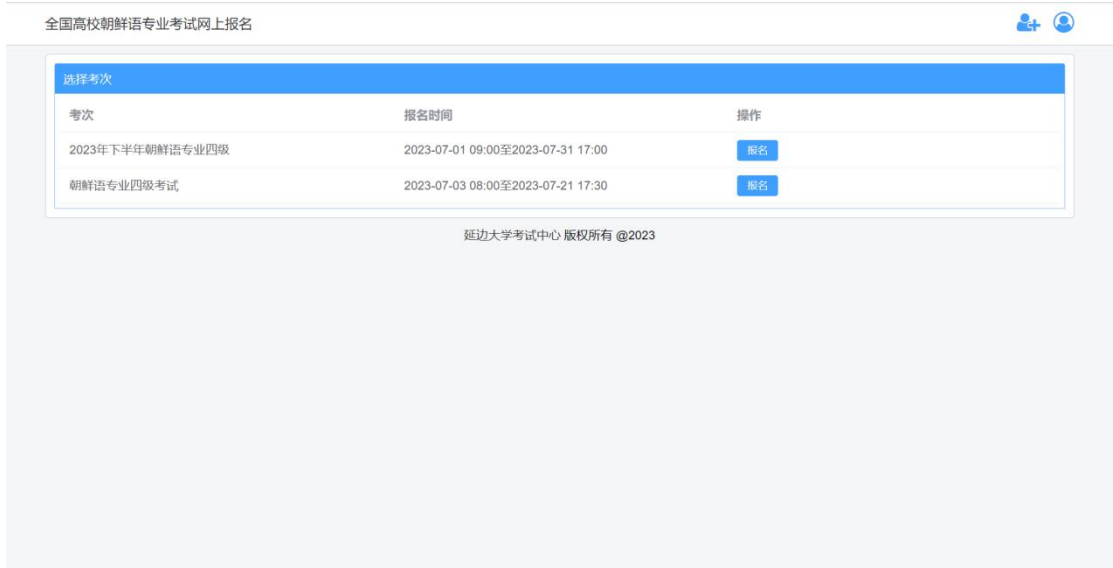 全国高校朝鲜语专业考试网上报名
选择考次
考次 报名时间 操作
2023年下半年朝鲜语专业四级 2023-07-01 09:00至2023-07-31 17:00 报名
朝鲜语专业四级考试 2023-07-03 08:00至2023-07-21 17:30 报名
延边大学考试中心 版权所有 @2023